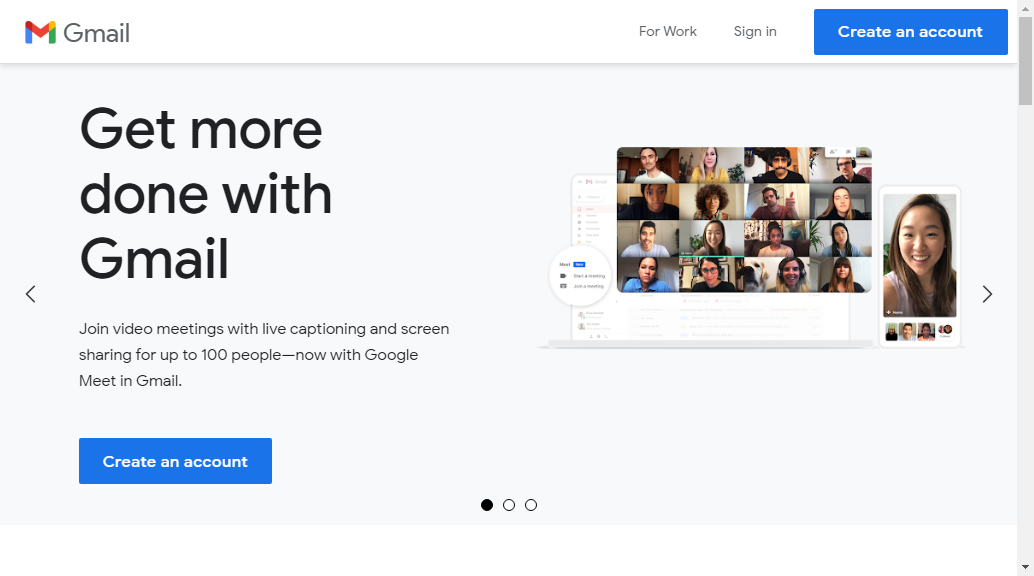 Gmail
For Work
Sign in
Create an account
Get more
done with
Gmail
Join video meetings with live captioning and screen
sharing for up to 100 people—now with Google
Meet in Gmail.
Create an account
Gmail
Meet
New
Start a meeting
Join a meeting